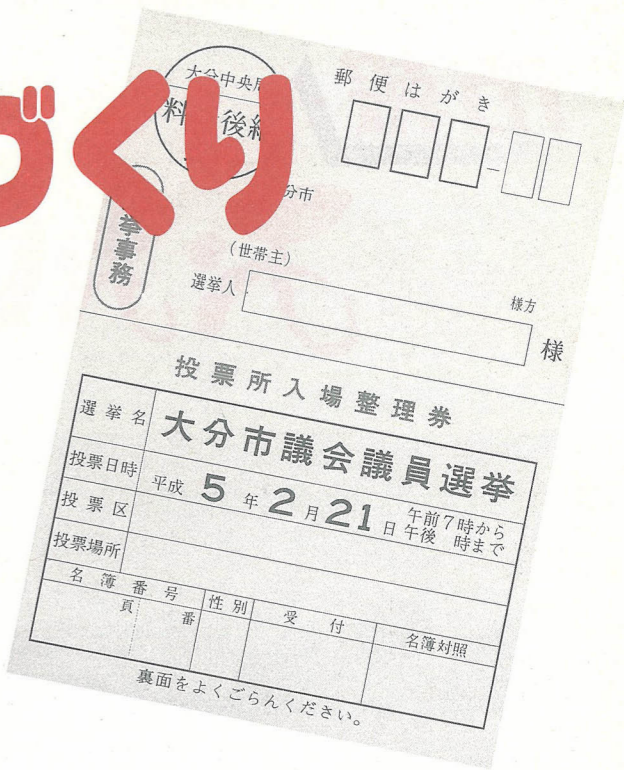 づくり
大分中央局
郵便はがき
料 後
分市
挙事務
(世帯主)
選挙人
様方
様
投票所入場整理券
選挙名 大分市議会議員選挙
投票日時 平成5年2月21日 午前7時から 午後 時まで
投票区
投票場所
名簿番号 性別 受付 名簿対照
頁 番
裏面をよくごらんください。